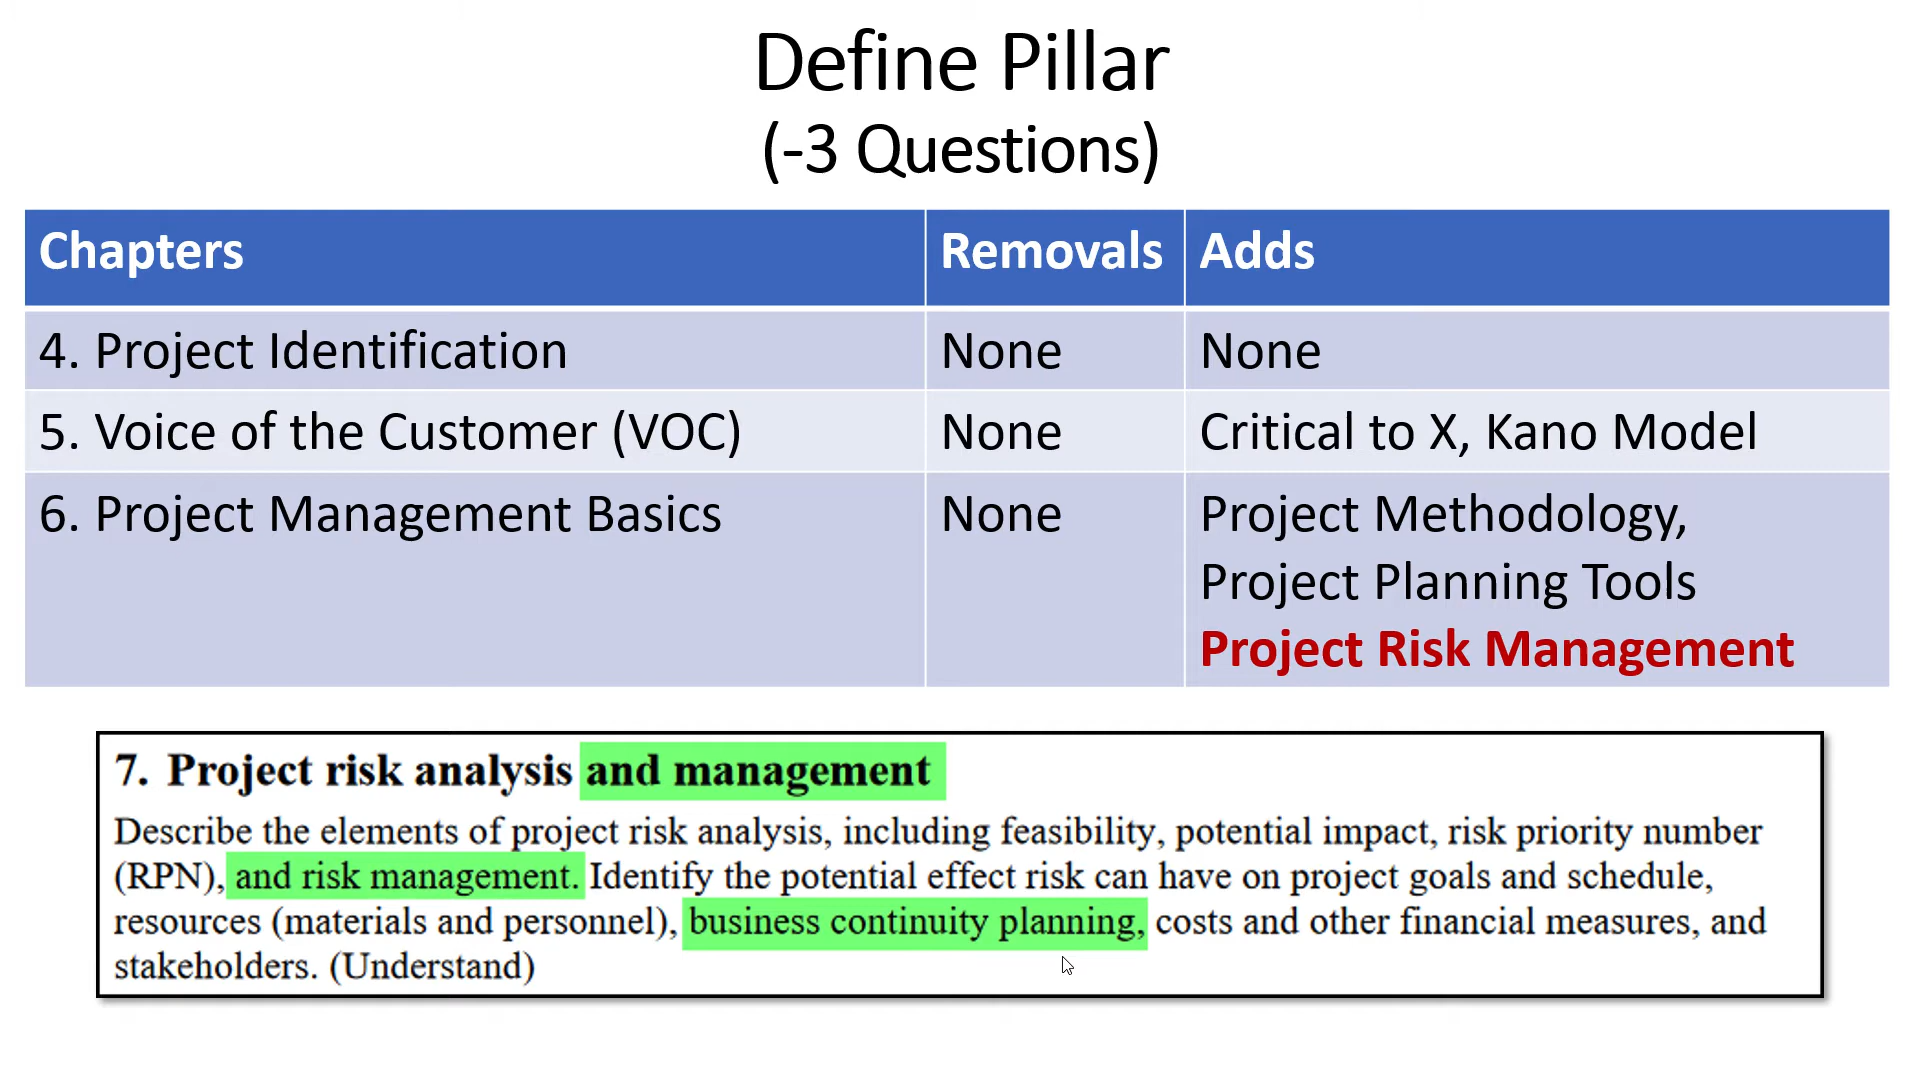 Define Pillar
(-3 Questions)
Chapters Removals Adds
4. Project Identification None None
5. Voice of the Customer (VOC) None Critical to X, Kano Model
6. Project Management Basics None Project Methodology,
Project Planning Tools
Project Risk Management
7. Project risk analysis and management
Describe the elements of project risk analysis, including feasibility, potential impact, risk priority number
(RPN), and risk management. Identify the potential effect risk can have on project goals and schedule,
resources (materials and personnel), business continuity planning, costs and other financial measures, and
stakeholders. (Understand)